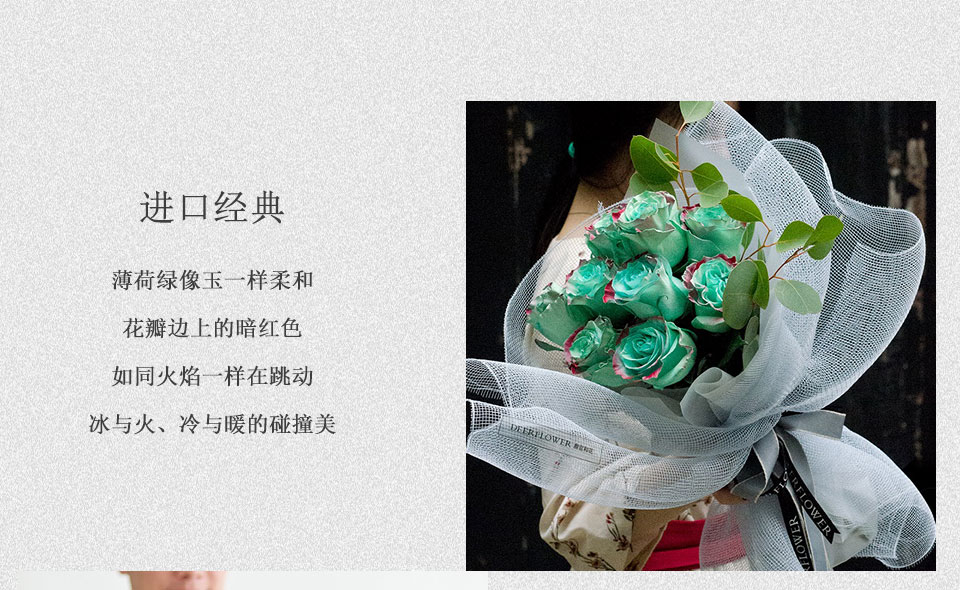 进口经典
薄荷绿像玉一样柔和
花瓣边上的暗红色
如同火焰一样在跳动
冰与火、冷与暖的碰撞美
DEERFLOWER
DEERFLOWER